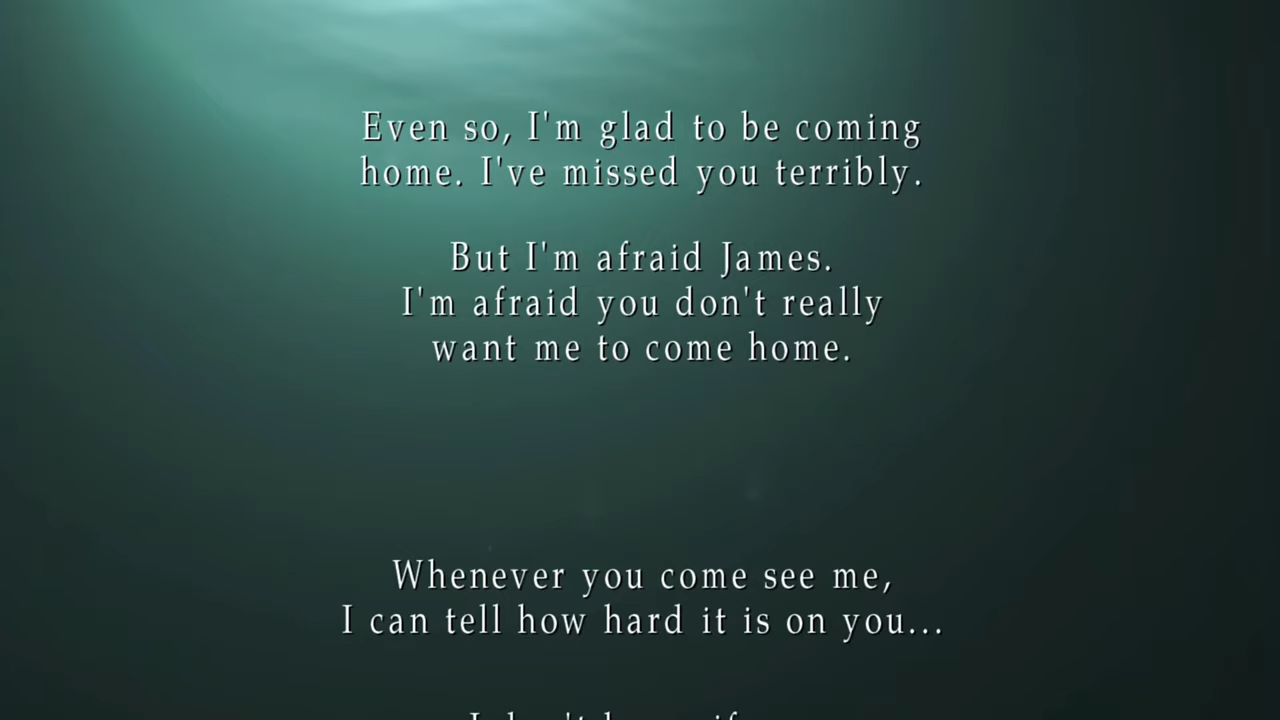 Even so, I'm glad to be coming
home. I've missed you terribly.
But I'm afraid James.
I'm afraid you don't really
want me to come home.
Whenever you come see me,
I can tell how hard it is on you...